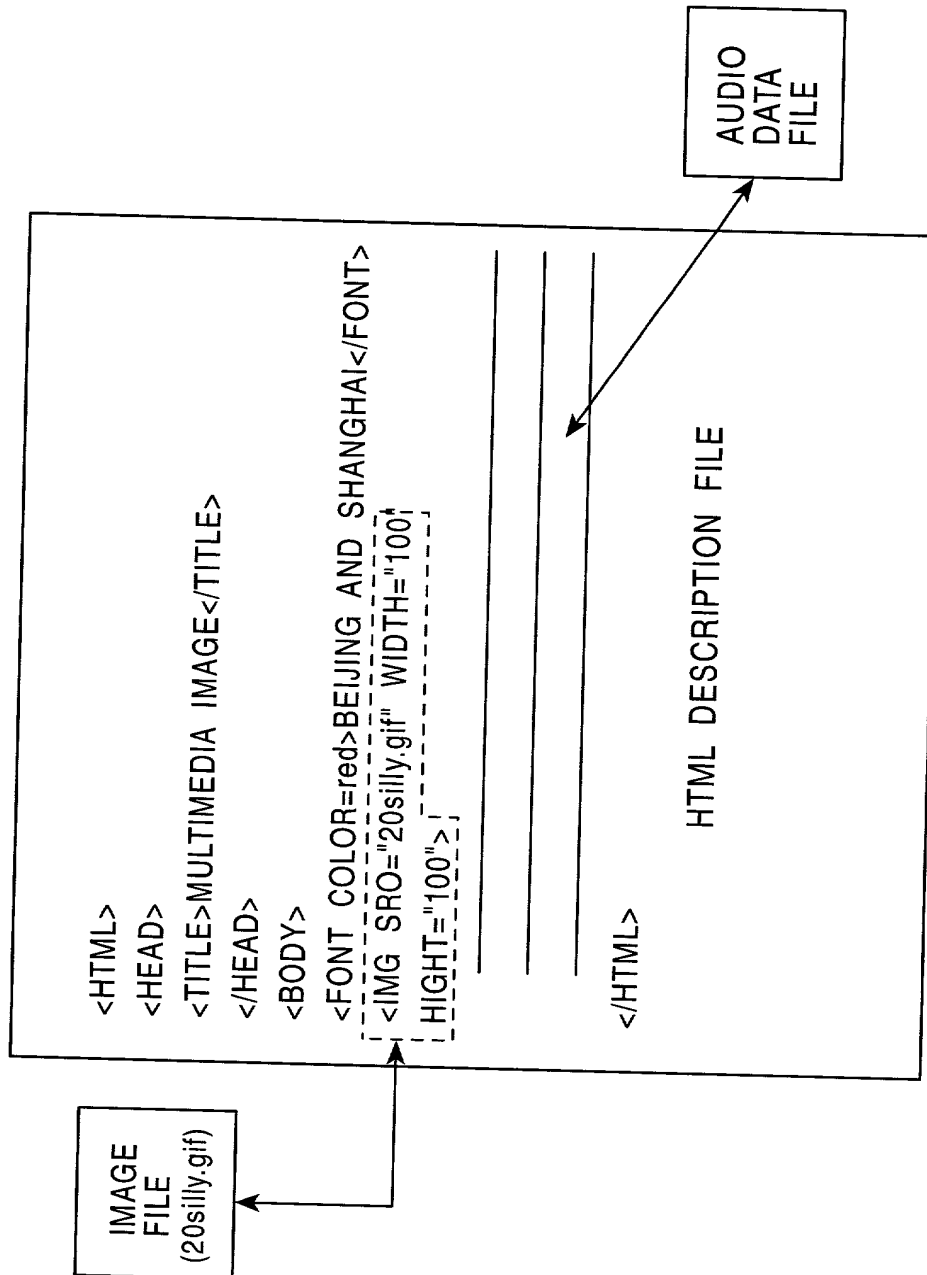 IMAGE
FILE
(20silly.gif)
<HTML>
<HEAD>
<TITLE>MULTIMEDIA IMAGE</TITLE>
</HEAD>
<BODY>
<FONT COLOR=red>BEIJING AND SHANGHAI</FONT>
<IMG SRO="20silly.gif" WIDTH="100"
HIGHT="100">
</HTML>
HTML DESCRIPTION FILE
AUDIO
DATA
FILE